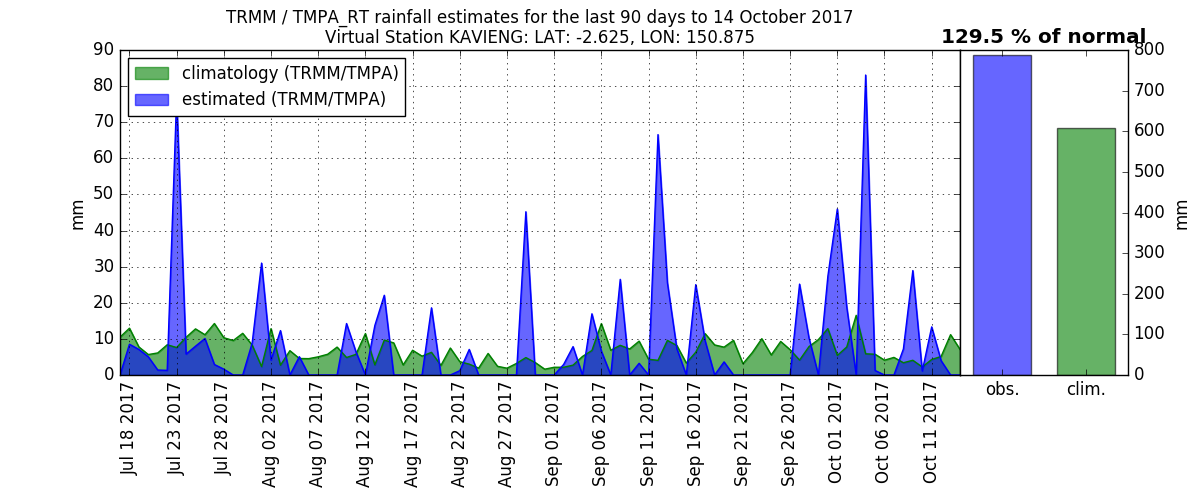 TRMM / TMPA_RT rainfall estimates for the last 90 days to 14 October 2017
Virtual Station KAVIENG: LAT: -2.625, LON: 150.875
129.5 % of normal
climatology (TRMM/TMPA)
estimated (TRMM/TMPA)
90
80
70
60
50
40
30
20
10
0
mm
Jul 18 2017
Jul 23 2017
Jul 28 2017
Aug 02 2017
Aug 07 2017
Aug 12 2017
Aug 17 2017
Aug 22 2017
Aug 27 2017
Sep 01 2017
Sep 06 2017
Sep 11 2017
Sep 16 2017
Sep 21 2017
Sep 26 2017
Oct 01 2017
Oct 06 2017
Oct 11 2017
obs.
clim.
800
700
600
500
400
300
200
100
0
mm